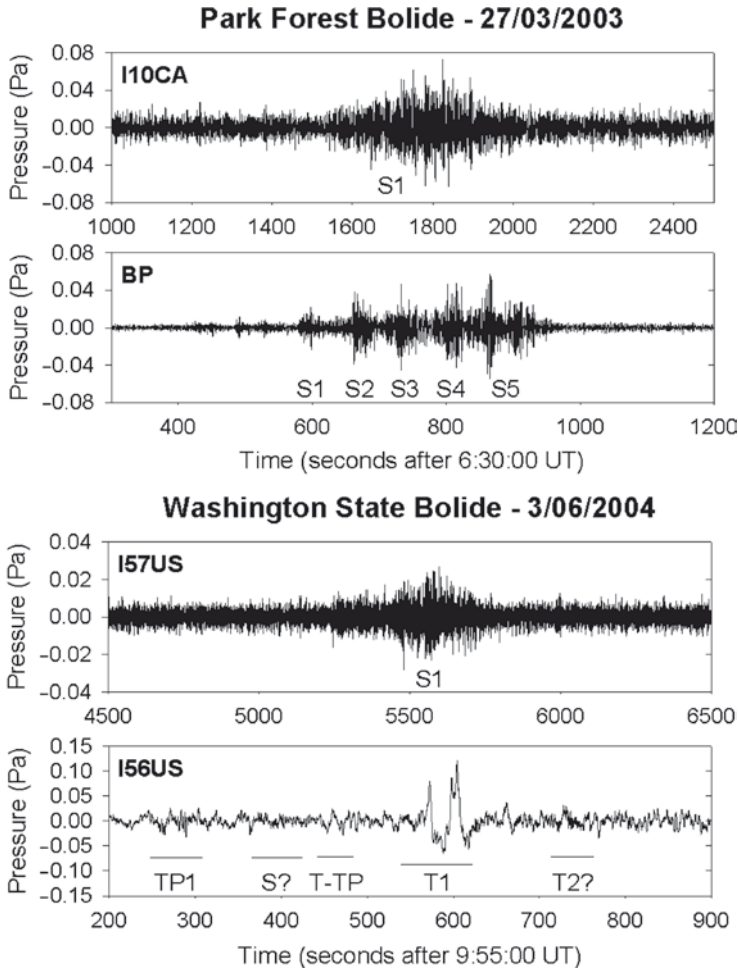 Park Forest Bolide - 27/03/2003
Pressure (Pa)
0.08
0.04
0.00
-0.04
-0.08
I10CA
S1
1000 1200 1400 1600 1800 2000 2200 2400
Pressure (Pa)
0.08
0.04
0.00
-0.04
-0.08
BP
S1 S2 S3 S4 S5
400 600 800 1000 1200
Time (seconds after 6:30:00 UT)
Washington State Bolide - 3/06/2004
Pressure (Pa)
0.04
0.02
0.00
-0.02
-0.04
I57US
S1
4500 5000 5500 6000 6500
Pressure (Pa)
0.15
0.10
0.05
0.00
-0.05
-0.10
-0.15
I56US
TP1 S? T-TP T1 T2?
200 300 400 500 600 700 800 900
Time (seconds after 9:55:00 UT)